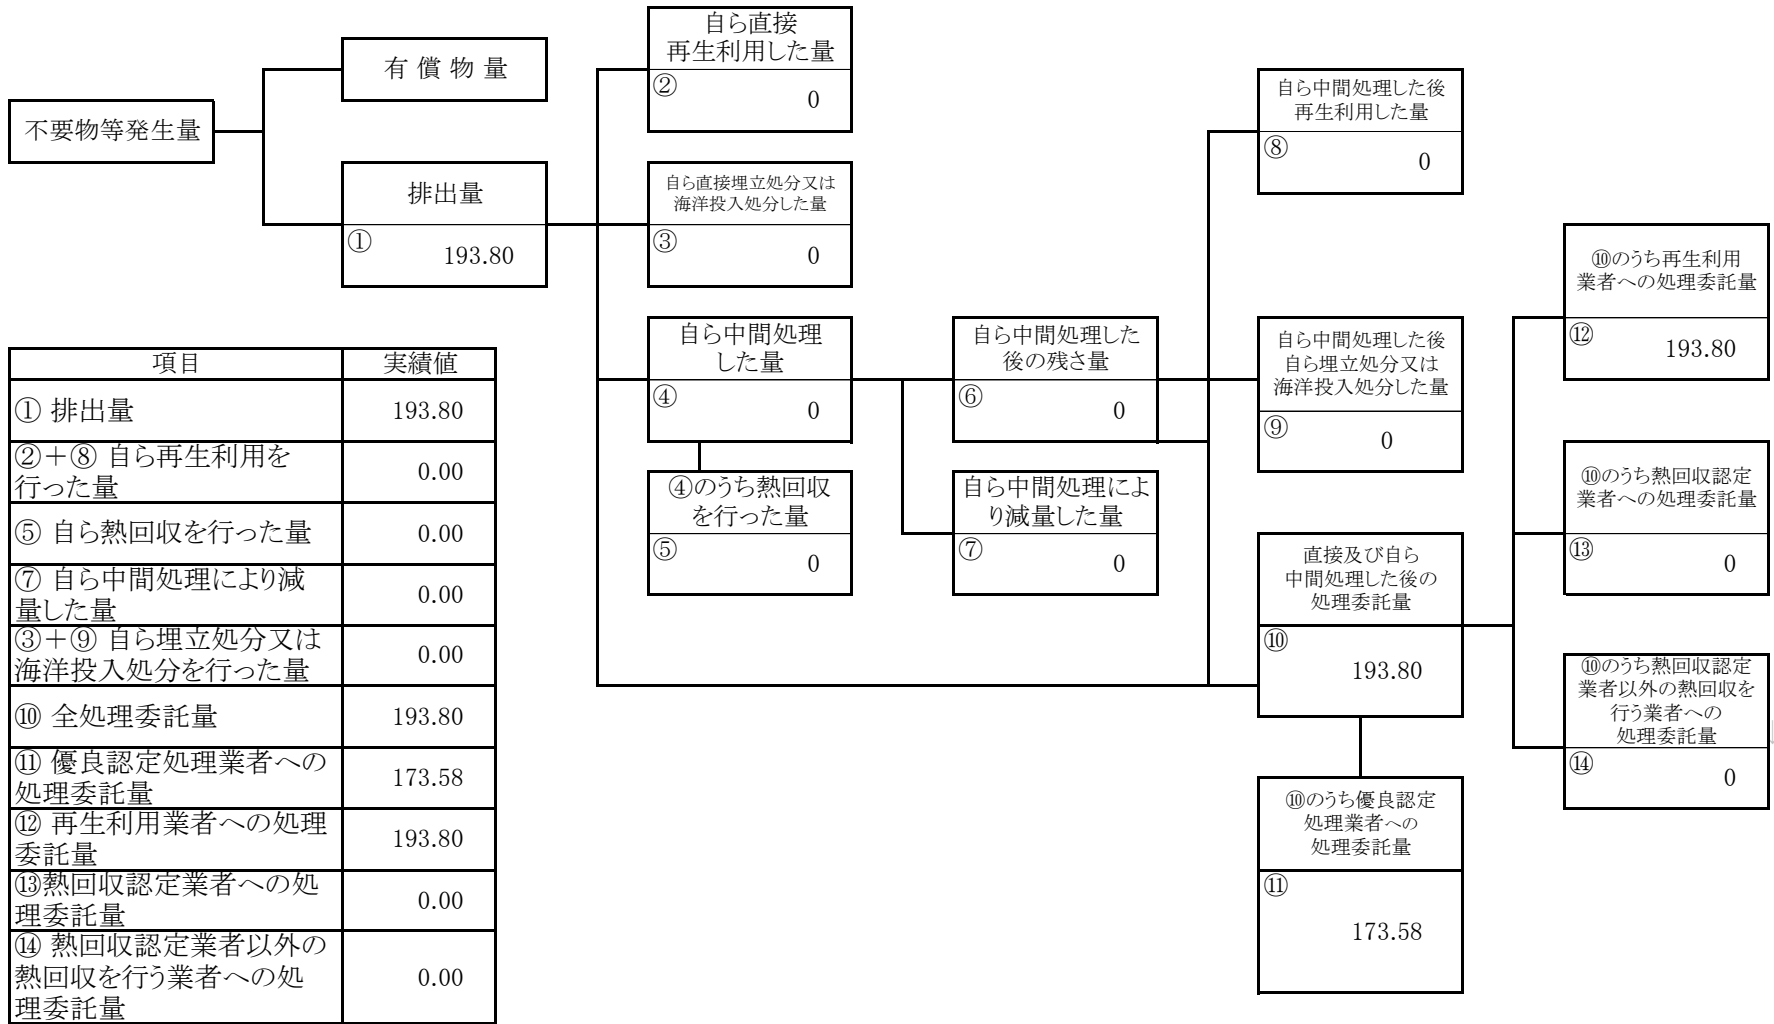 不要物等発生量
有 償 物 量
排出量
① 193.80
自ら直接
再生利用した量
② 0
自ら直接埋立処分又は
海洋投入処分した量
③ 0
自ら中間処理
した量
④ 0
④のうち熱回収
を行った量
⑤ 0
自ら中間処理した
後の残さ量
⑥ 0
自ら中間処理によ
り減量した量
⑦ 0
自ら中間処理した後
再生利用した量
⑧ 0
自ら中間処理した後
自ら埋立処分又は
海洋投入処分した量
⑨ 0
直接及び自ら
中間処理した後の
処理委託量
⑩ 193.80
⑩のうち優良認定
処理業者への
処理委託量
⑪ 173.58
⑩のうち再生利用
業者への処理委託量
⑫ 193.80
⑩のうち熱回収認定
業者への処理委託量
⑬ 0
⑩のうち熱回収認定
業者以外の熱回収を
行う業者への
処理委託量
⑭ 0
項目 実績値
① 排出量 193.80
②＋⑧ 自ら再生利用を
行った量 0.00
⑤ 自ら熱回収を行った量 0.00
⑦ 自ら中間処理により減
量した量 0.00
③＋⑨ 自ら埋立処分又は
海洋投入処分を行った量 0.00
⑩ 全処理委託量 193.80
⑪ 優良認定処理業者への
処理委託量 173.58
⑫ 再生利用業者への処理
委託量 193.80
⑬熱回収認定業者への処
理委託量 0.00
⑭ 熱回収認定業者以外の
熱回収を行う業者への処
理委託量 0.00